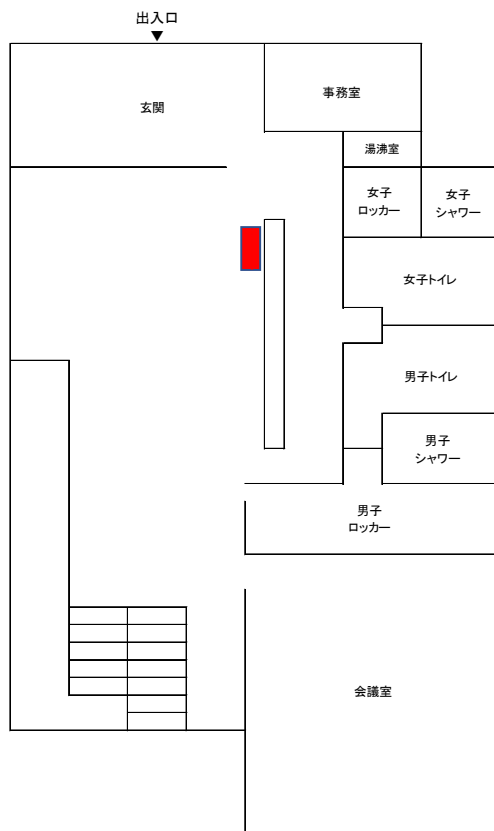 出入口
玄関
事務室
湯沸室
女子
ロッカー
女子
シャワー
女子トイレ
男子トイレ
男子
シャワー
男子
ロッカー
会議室